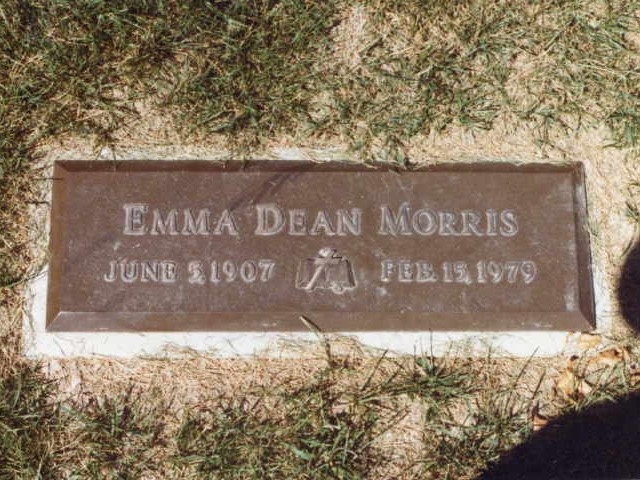 EMMA DEAN MORRIS
JUNE 5, 1907 FEB. 15, 1979